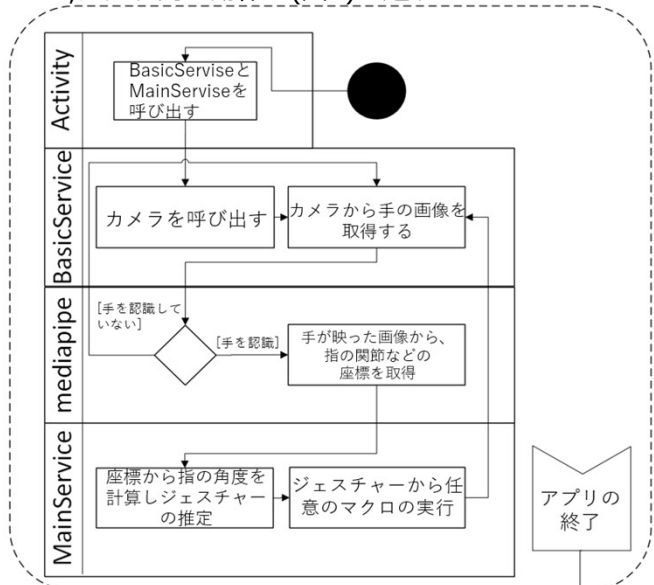 Activity
BasicServiseと
MainServiseを
呼び出す
BasicService
カメラを呼び出す
カメラから手の画像を
取得する
mediapipe
[手を認識して
いない]
[手を認識]
手が映った画像から、
指の関節などの
座標を取得
MainService
座標から指の角度を
計算しジェスチャー
の推定
ジェスチャーから任
意のマクロの実行
アプリの
終了